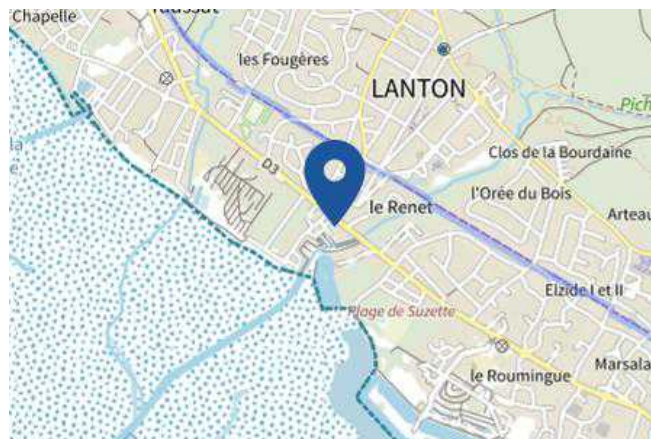 Chapelle
les Fougères
LANTON
Pich
Clos de la Bourdaine
D3
le Renet
l'Orée du Bois
Arteau
Elzide I et II
Plage de Suzette
Marsala
le Roumingue